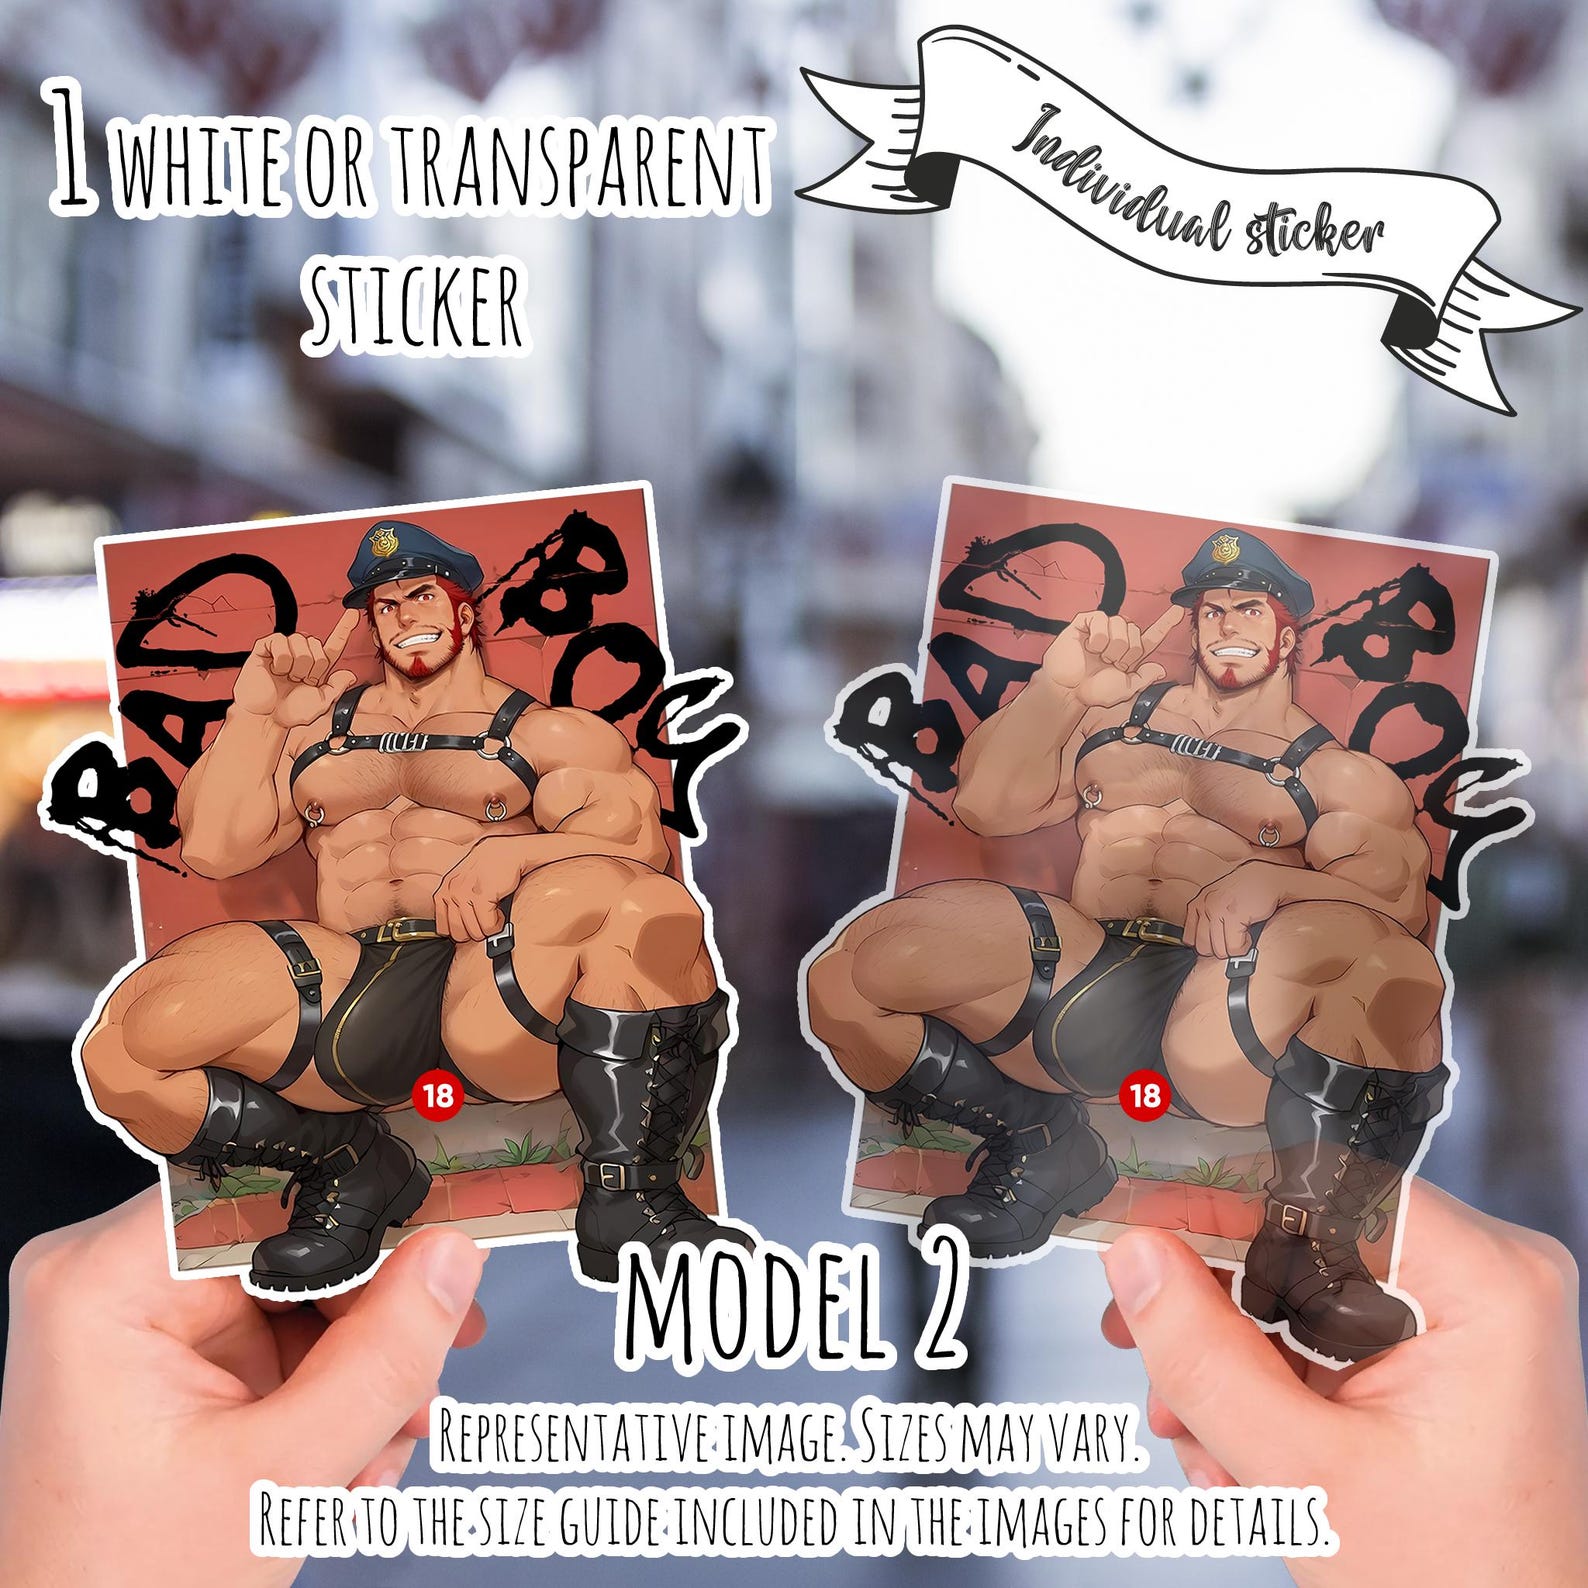 1 WHITE OR TRANSPARENT
STICKER
Individual sticker
BAD
BOY
BAD
BOY
18
18
MODEL 2
REPRESENTATIVE IMAGE. SIZES MAY VARY.
REFER TO THE SIZE GUIDE INCLUDED IN THE IMAGES FOR DETAILS.